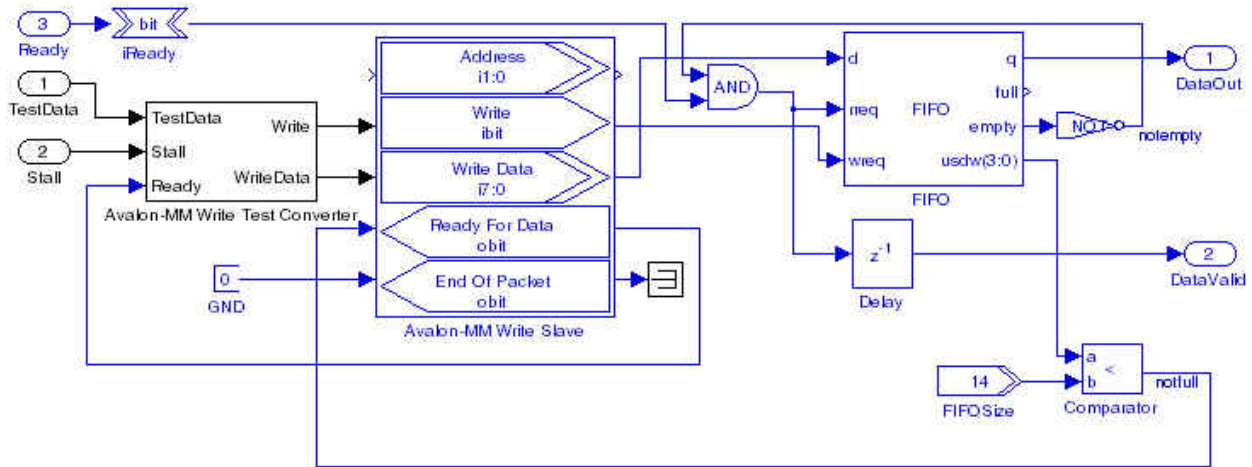 3
Ready
bit
iReady
1
TestData
2
Stall
TestData
Stall
Ready
Write
WriteData
Avalon-MM Write Test Converter
0
GND
Address
i1:0
Write
ibit
Write Data
i7:0
Ready For Data
obit
End Of Packet
obit
Avalon-MM Write Slave
AND
d
rreq
wreq
FIFO
q
full
empty
usdw(3:0)
FIFO
NOT
notempty
1
DataOut
z-1
Delay
2
DataValid
14
FIFOSize
a
b
<
Comparator
notfull